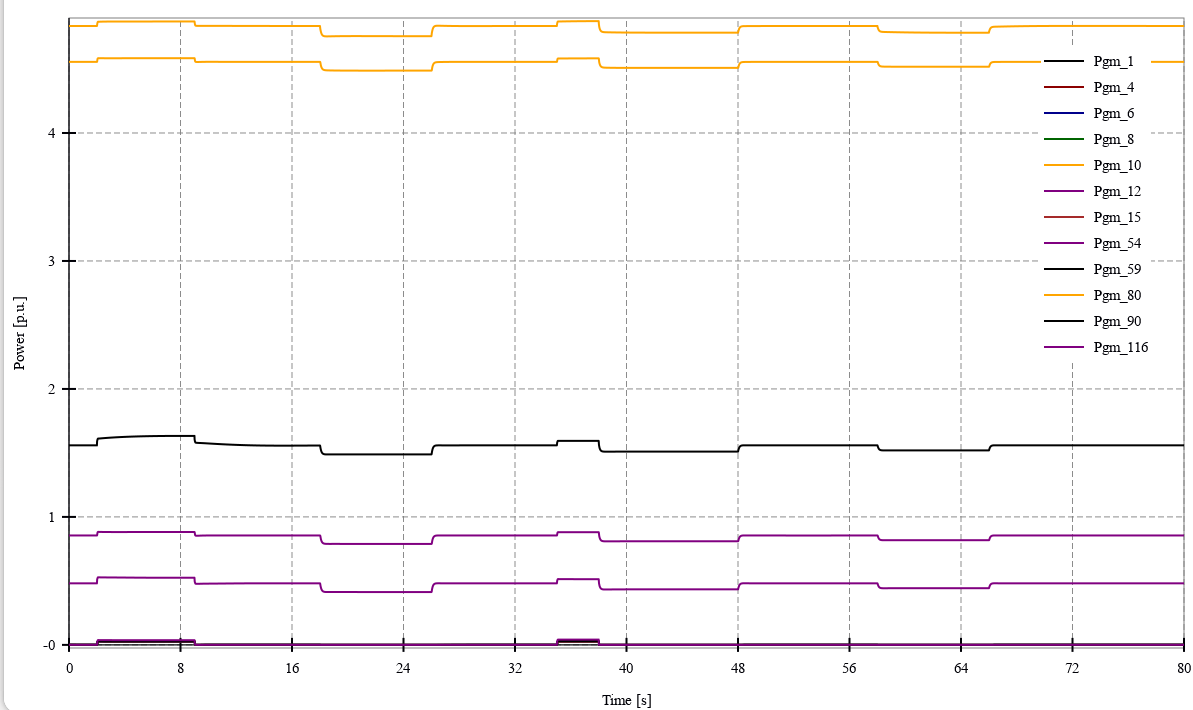 Pgm_1
Pgm_4
Pgm_6
Pgm_8
Pgm_10
Pgm_12
Pgm_15
Pgm_54
Pgm_59
Pgm_80
Pgm_90
Pgm_116
4
3
2
1
-0
Power [p.u.]
0 8 16 24 32 40 48 56 64 72 80
Time [s]